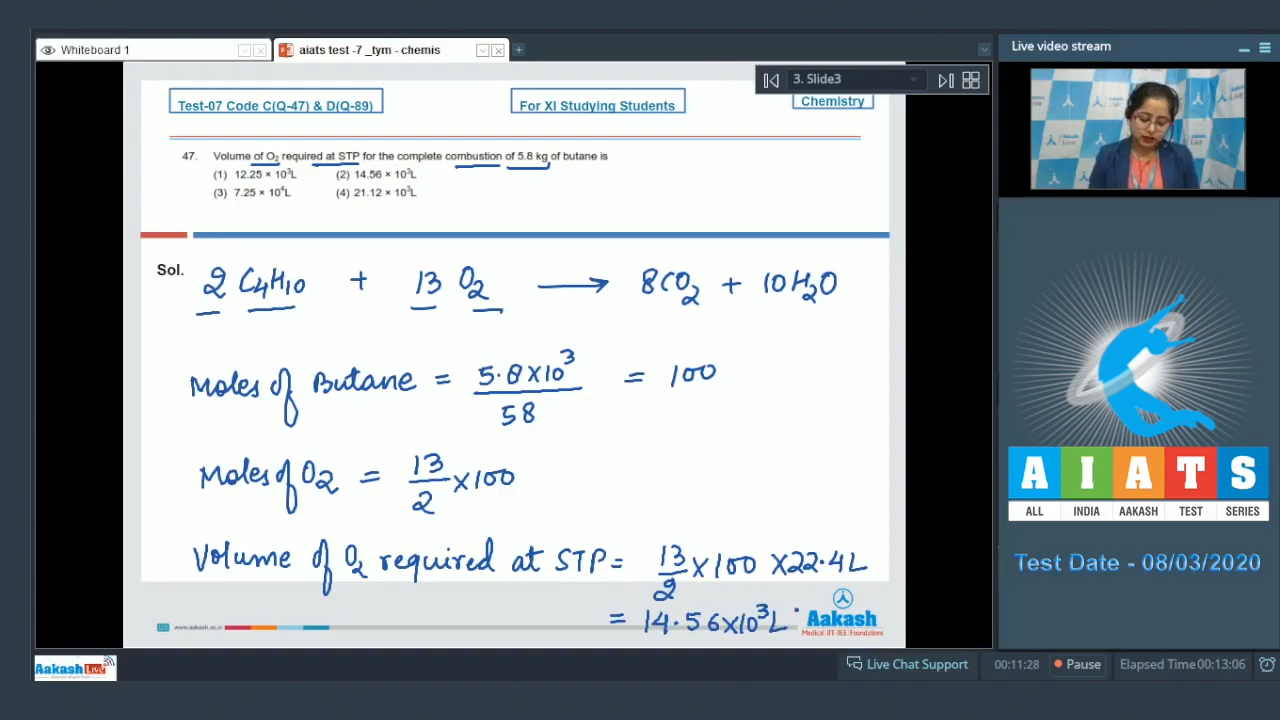 Whiteboard 1
aiats test -7 _tym - chemis
Live video stream
3. Slide3
Test-07 Code C(Q-47) & D(Q-89)
For XI Studying Students
Chemistry
47. Volume of O₂ required at STP for the complete combustion of 5.8 kg of butane is
(1) 12.25 × 10³L (2) 14.56 × 10³L
(3) 7.25 × 10⁴L (4) 21.12 × 10³L
Sol. 2 C₄H₁₀ + 13 O₂ → 8CO₂ + 10H₂O
Moles of Butane = 5.8×10³/58 = 100
Moles of O₂ = 13/2 ×100
Volume of O₂ required at STP = 13/2 ×100 ×22.4L
= 14.56×10³L.
www.aakash.ac.in
Aakash
Medical|IIT-JEE|Foundations
A I A T S
ALL INDIA AAKASH TEST SERIES
Test Date - 08/03/2020
Aakash Live
Live Chat Support
00:11:28
Pause
Elapsed Time 00:13:06